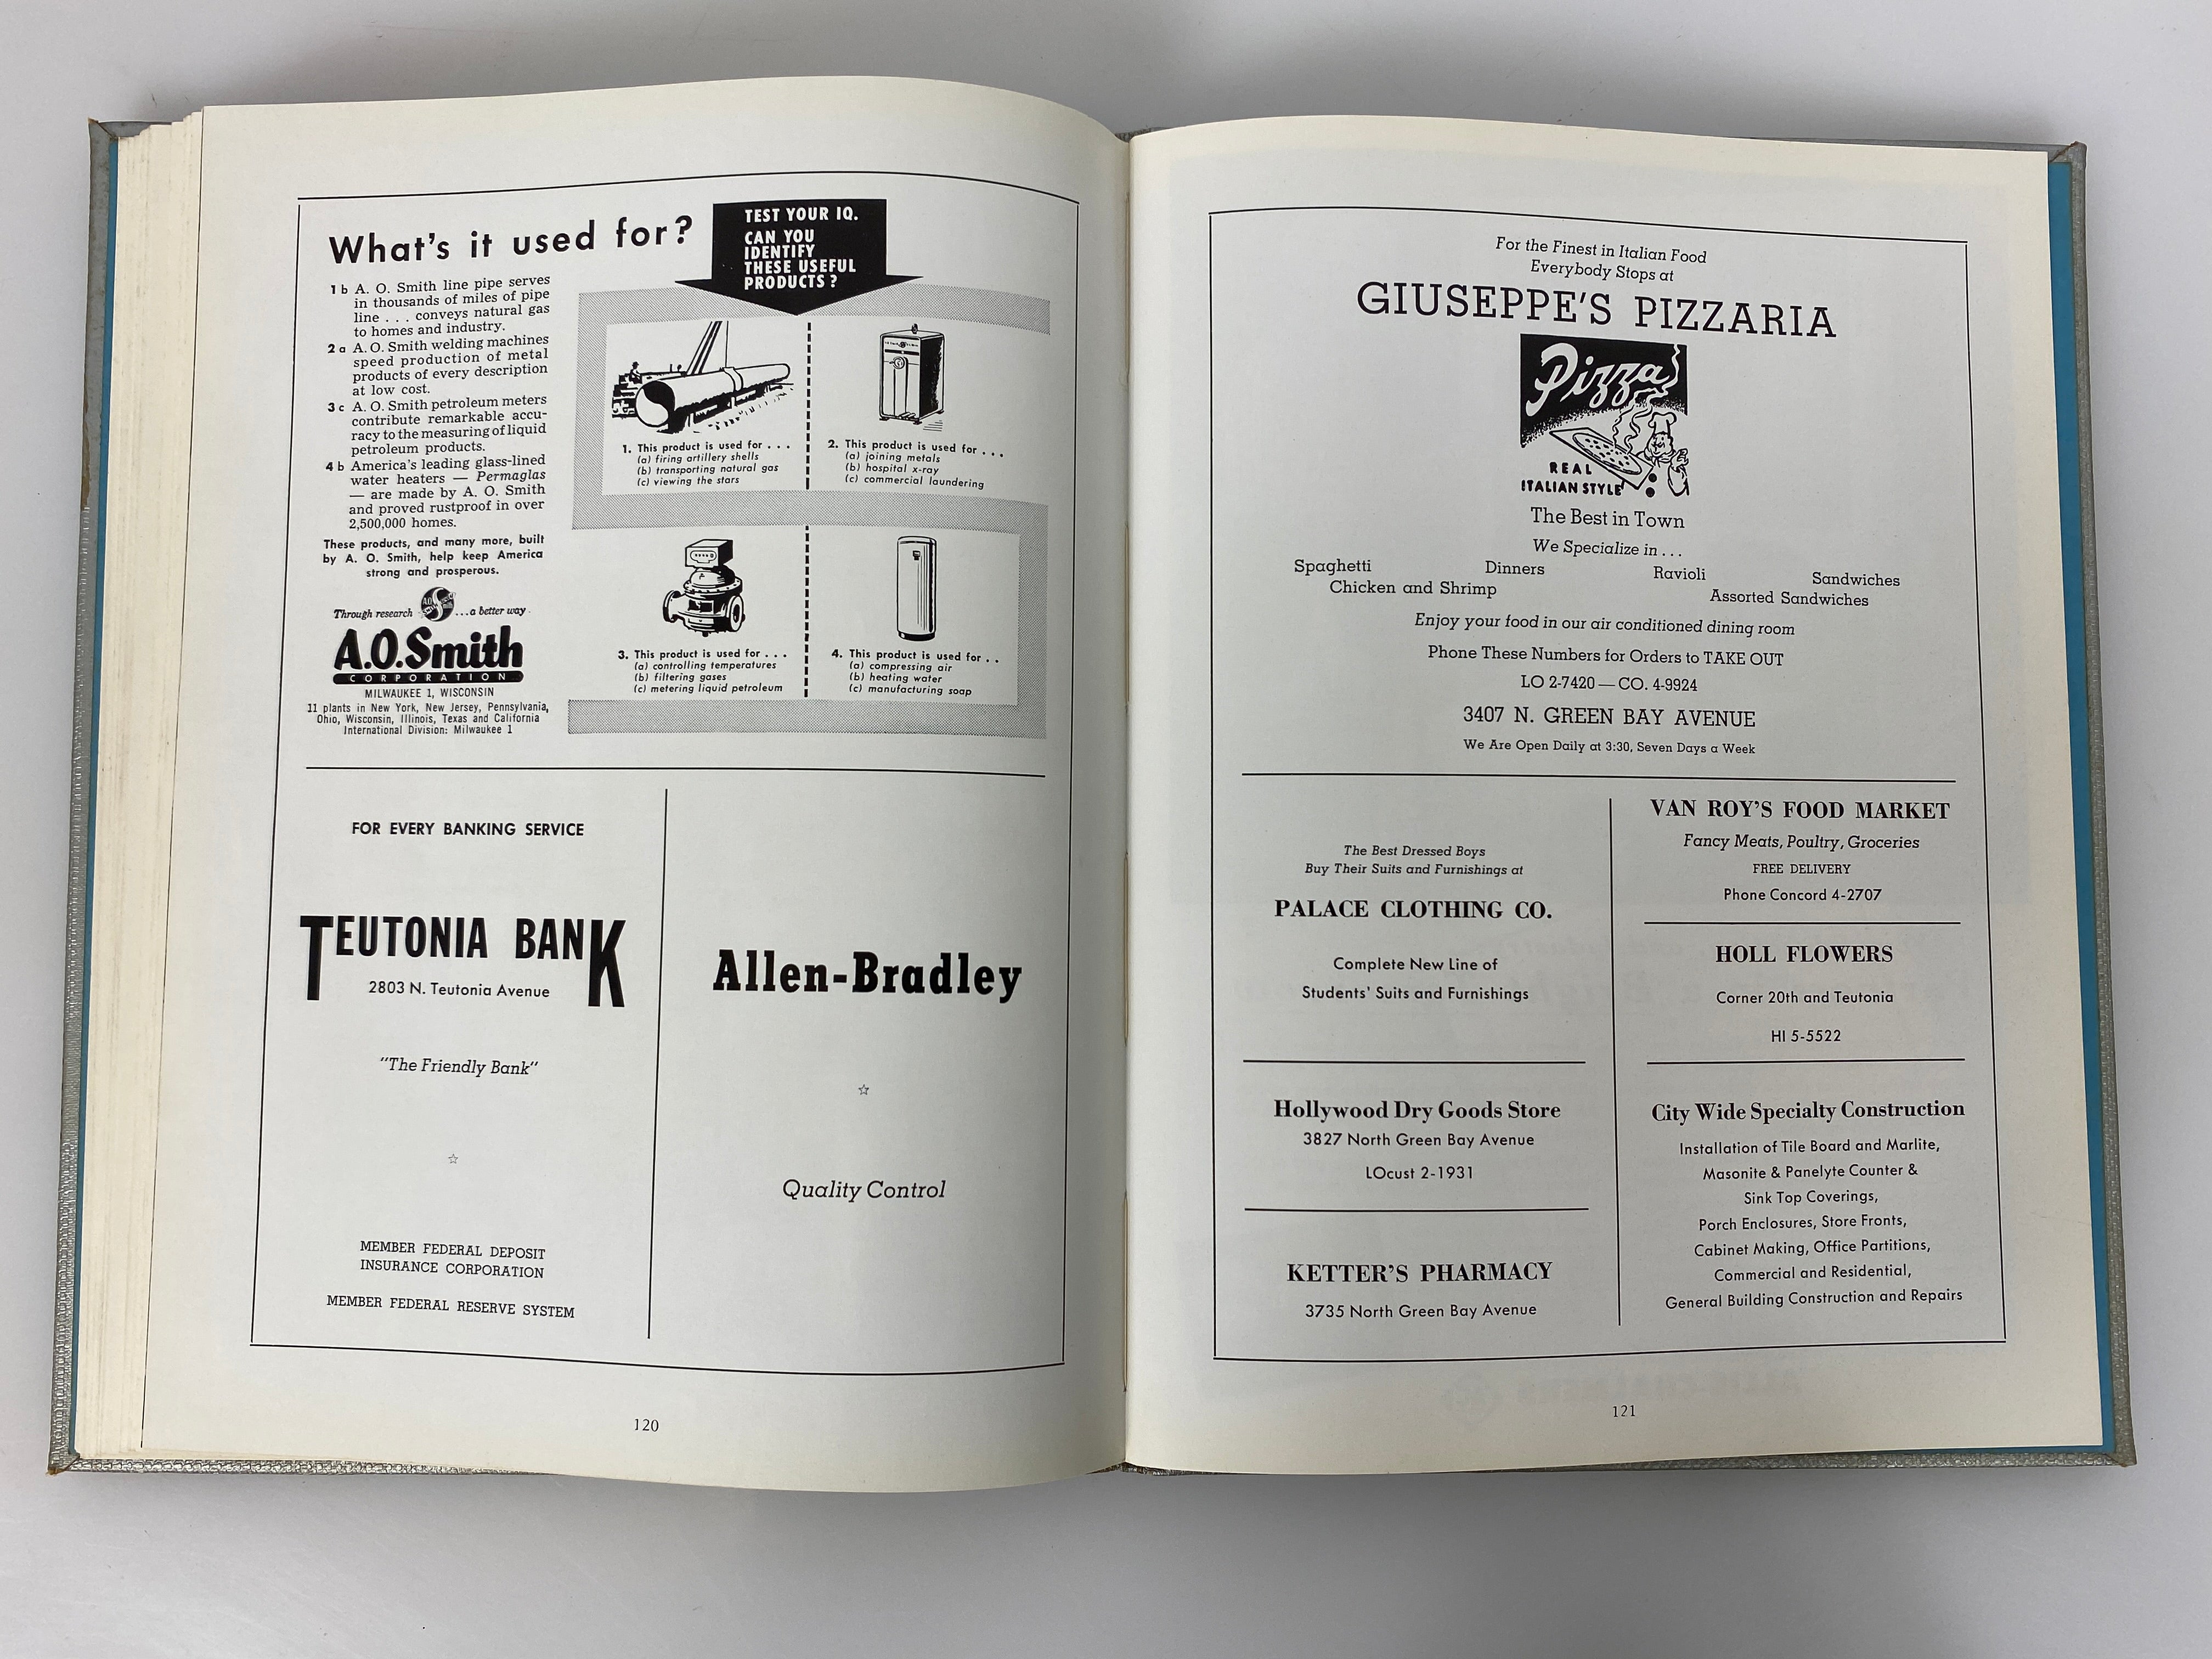 What's it used for?
TEST YOUR IQ.
CAN YOU
IDENTIFY
THESE USEFUL
PRODUCTS?
1 b A. O. Smith line pipe serves
in thousands of miles of pipe
line . . . conveys natural gas
to homes and industry.
2 a A. O. Smith welding machines
speed production of metal
products of every description
at low cost.
3 c A. O. Smith petroleum meters
contribute remarkable accu-
racy to the measuring of liquid
petroleum products.
4 b America's leading glass-lined
water heaters — Permaglas
— are made by A. O. Smith
and proved rustproof in over
2,500,000 homes.
These products, and many more, built
by A. O. Smith, help keep America
strong and prosperous.
Through research ...a better way
A.O.Smith
CORPORATION
MILWAUKEE 1, WISCONSIN
11 plants in New York, New Jersey, Pennsylvania,
Ohio, Wisconsin, Illinois, Texas and California
International Division: Milwaukee 1
1. This product is used for . . .
(a) firing artillery shells
(b) transporting natural gas
(c) viewing the stars
2. This product is used for . . .
(a) joining metals
(b) hospital x-ray
(c) commercial laundering
3. This product is used for . . .
(a) controlling temperatures
(b) filtering gases
(c) metering liquid petroleum
4. This product is used for . .
(a) compressing air
(b) heating water
(c) manufacturing soap
FOR EVERY BANKING SERVICE
TEUTONIA BANK
2803 N. Teutonia Avenue
"The Friendly Bank"
☆
MEMBER FEDERAL DEPOSIT
INSURANCE CORPORATION
MEMBER FEDERAL RESERVE SYSTEM
Allen-Bradley
☆
Quality Control
120
For the Finest in Italian Food
Everybody Stops at
GIUSEPPE'S PIZZARIA
Pizza
REAL
ITALIAN STYLE
The Best in Town
We Specialize in . . .
Spaghetti Dinners Ravioli Sandwiches
Chicken and Shrimp Assorted Sandwiches
Enjoy your food in our air conditioned dining room
Phone These Numbers for Orders to TAKE OUT
LO 2-7420 — CO. 4-9924
3407 N. GREEN BAY AVENUE
We Are Open Daily at 3:30, Seven Days a Week
The Best Dressed Boys
Buy Their Suits and Furnishings at
PALACE CLOTHING CO.
Complete New Line of
Students' Suits and Furnishings
Hollywood Dry Goods Store
3827 North Green Bay Avenue
LOcust 2-1931
KETTER'S PHARMACY
3735 North Green Bay Avenue
VAN ROY'S FOOD MARKET
Fancy Meats, Poultry, Groceries
FREE DELIVERY
Phone Concord 4-2707
HOLL FLOWERS
Corner 20th and Teutonia
HI 5-5522
City Wide Specialty Construction
Installation of Tile Board and Marlite,
Masonite & Panelyte Counter &
Sink Top Coverings,
Porch Enclosures, Store Fronts,
Cabinet Making, Office Partitions,
Commercial and Residential,
General Building Construction and Repairs
121